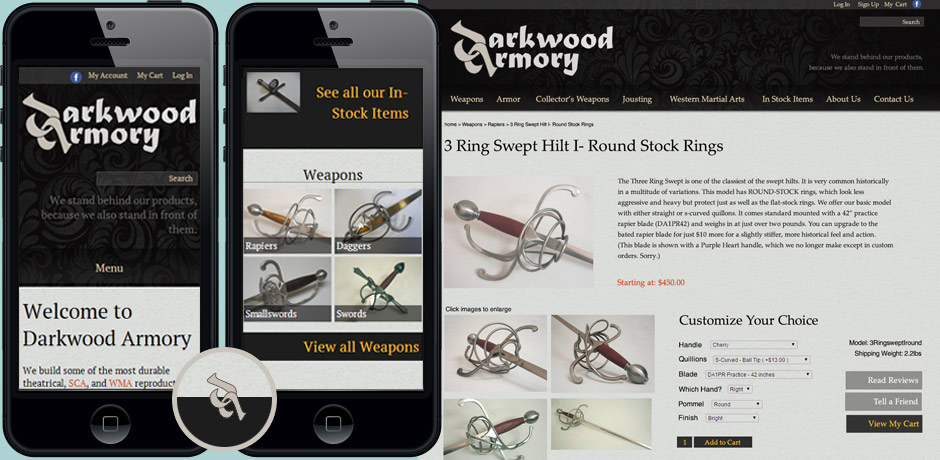 My Account My Cart Log In
Darkwood
Armory
Search
We stand behind our products,
because we also stand in front of
them.
Menu
Welcome to
Darkwood Armory
We build some of the most durable
theatrical, SCA, and WMA reproduct
See all our In-
Stock Items
Weapons
Rapiers
Daggers
Smallswords
Swords
View all Weapons
Log In Sign Up My Cart
Search
Darkwood
Armory
We stand behind our products,
because we also stand in front of them.
Weapons Armor Collector's Weapons Jousting Western Martial Arts In Stock Items About Us Contact Us
home > Weapons > Rapiers > 3 Ring Swept Hilt I- Round Stock Rings
3 Ring Swept Hilt I- Round Stock Rings
The Three Ring Swept is one of the classiest of the swept hilts. It is very common historically
in a multitude of variations. This model has ROUND-STOCK rings, which look less
aggressive and heavy but protect just as well as the flat-stock rings. We offer our basic model
with either straight or s-curved quillons. It comes standard mounted with a 42" practice
rapier blade (DA1PR42) and weighs in at just over two pounds. You can upgrade to the
bated rapier blade for just $10 more for a slightly stiffer, more historical feel and action.
(This blade is shown with a Purple Heart handle, which we no longer make except in custom
orders. Sorry.)
Starting at: $450.00
Click images to enlarge
Customize Your Choice
Handle Cherry
Quillions S-Curved - Ball Tip ( +$13.00 )
Blade DA1PR Practice - 42 inches
Which Hand? Right
Pommel Round
Finish Bright
1 Add to Cart
Model: 3Ringsweptlround
Shipping Weight: 2.2lbs
Read Reviews
Tell a Friend
View My Cart